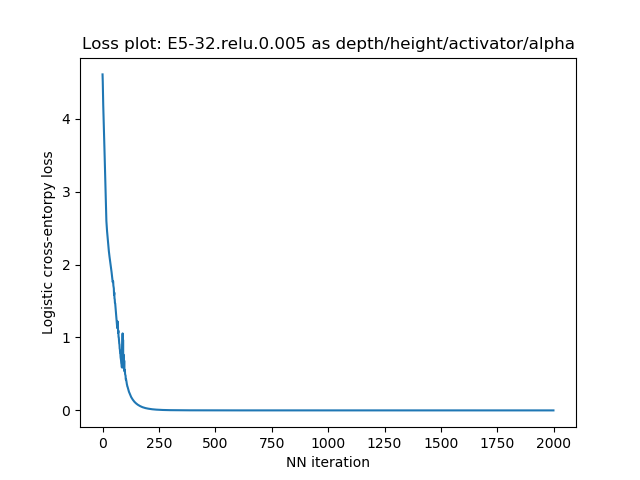 Loss plot: E5-32.relu.0.005 as depth/height/activator/alpha
Logistic cross-entorpy loss
4
3
2
1
0
0 250 500 750 1000 1250 1500 1750 2000
NN iteration